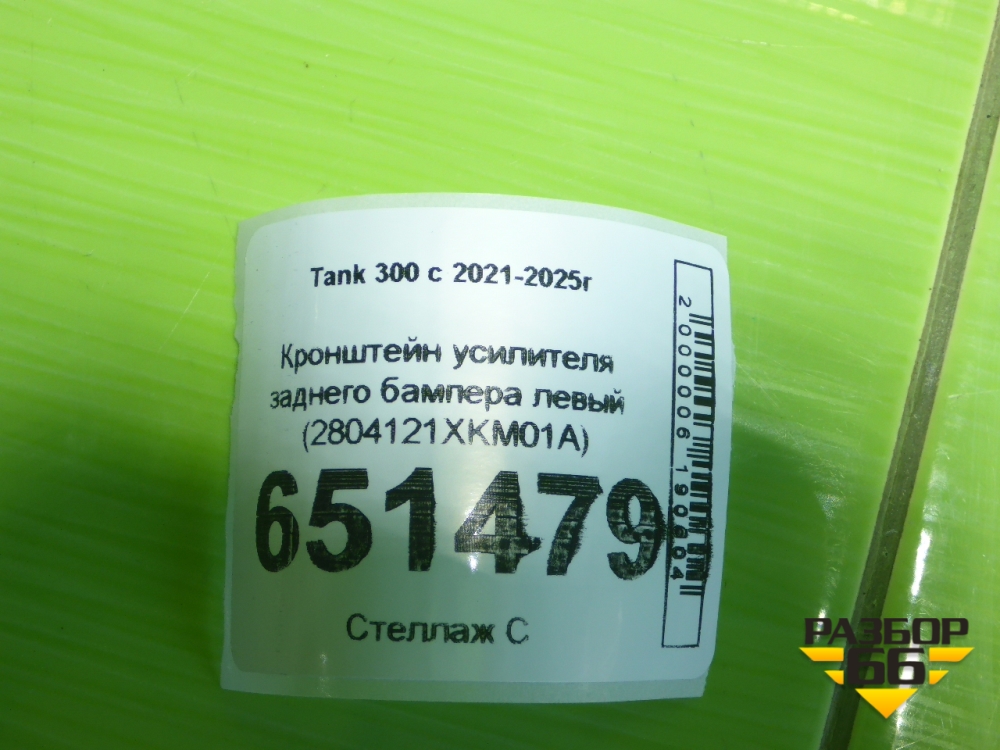 Tank 300 с 2021-2025г
Кронштейн усилителя
заднего бампера левый
(2804121XKM01A)
651479
Стеллаж С
2000006190604
РАЗБОР
66